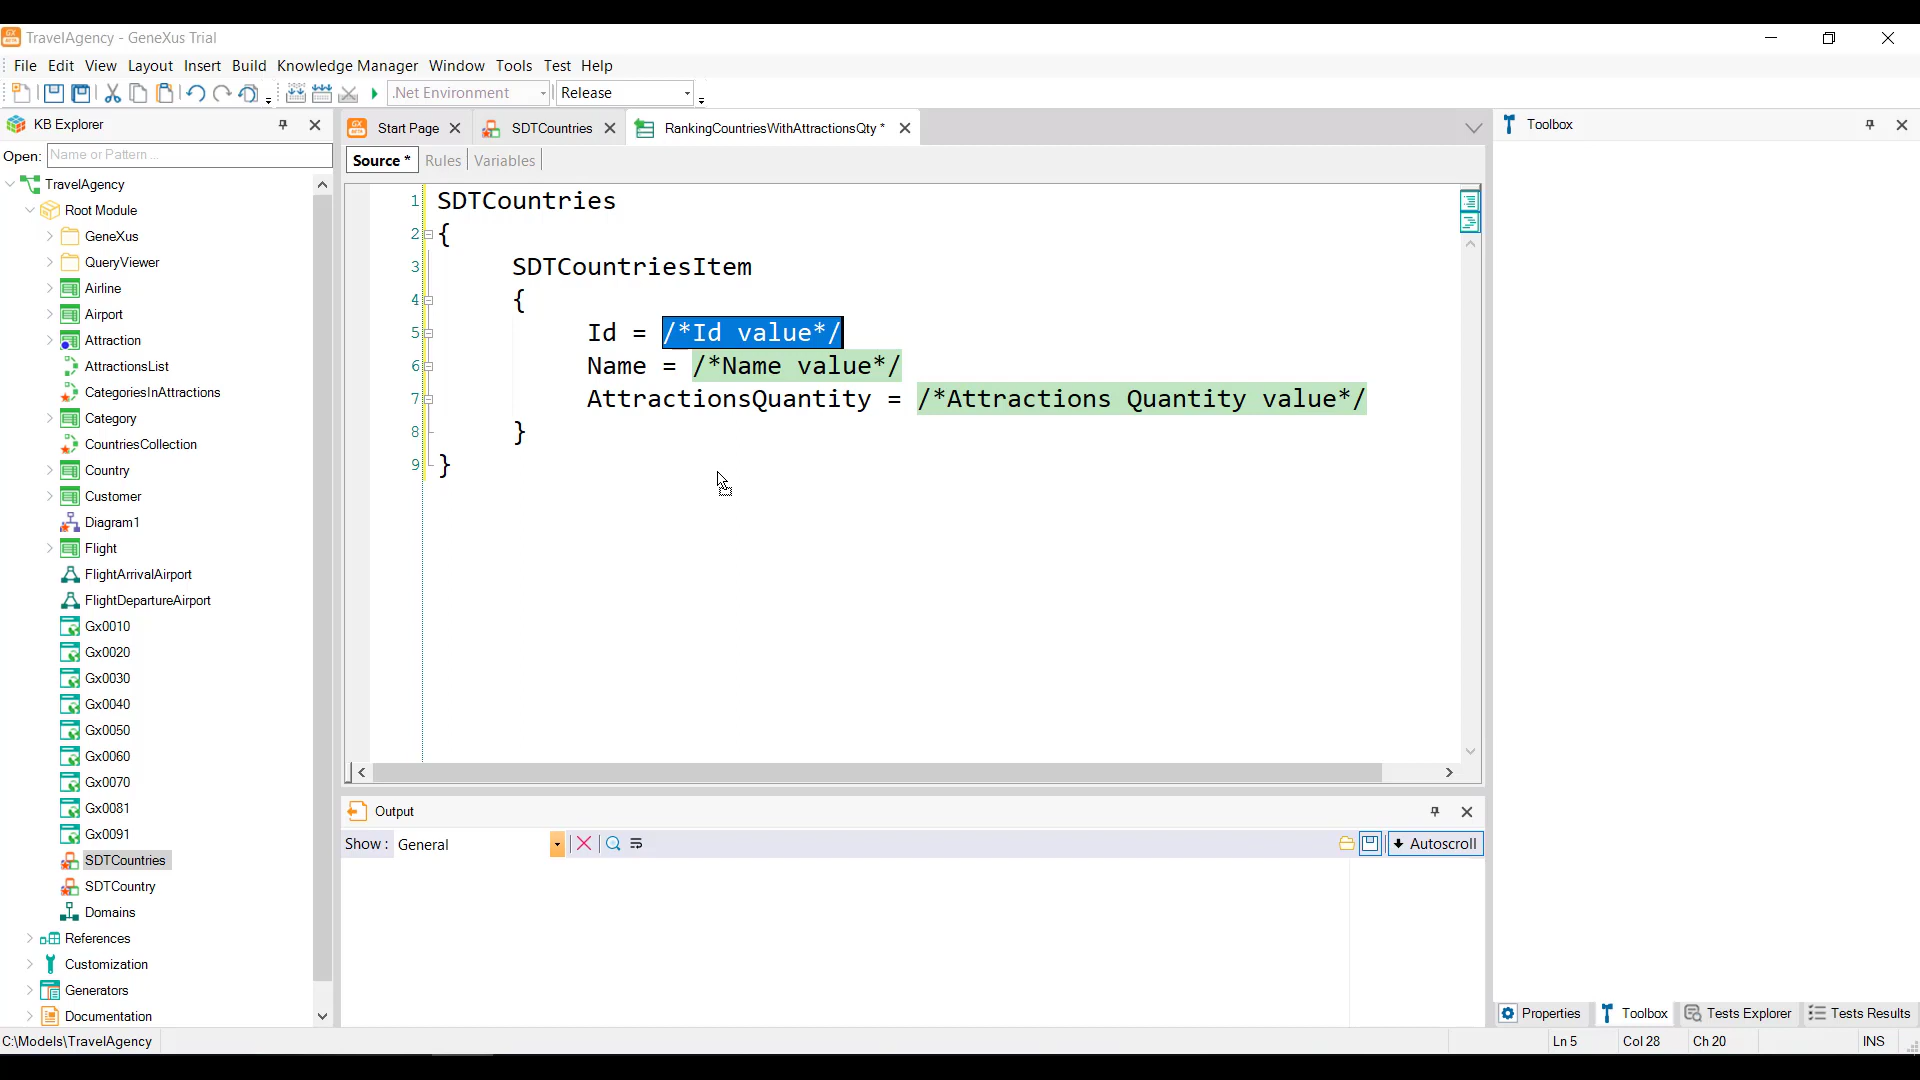 TravelAgency - GeneXus Trial
File Edit View Layout Insert Build Knowledge Manager Window Tools Test Help
.Net Environment Release
KB Explorer
Open: Name or Pattern ...
TravelAgency
Root Module
GeneXus
QueryViewer
Airline
Airport
Attraction
AttractionsList
CategoriesInAttractions
Category
CountriesCollection
Country
Customer
Diagram1
Flight
FlightArrivalAirport
FlightDepartureAirport
Gx0010
Gx0020
Gx0030
Gx0040
Gx0050
Gx0060
Gx0070
Gx0081
Gx0091
SDTCountries
SDTCountry
Domains
References
Customization
Generators
Documentation
Start Page SDTCountries RankingCountriesWithAttractionsQty *
Source * Rules Variables
1 SDTCountries
2 {
3 SDTCountriesItem
4 {
5 Id = /*Id value*/
6 Name = /*Name value*/
7 AttractionsQuantity = /*Attractions Quantity value*/
8 }
9 }
Output
Show: General Autoscroll
Toolbox
Properties Toolbox Tests Explorer Tests Results
C:\Models\TravelAgency Ln 5 Col 28 Ch 20 INS